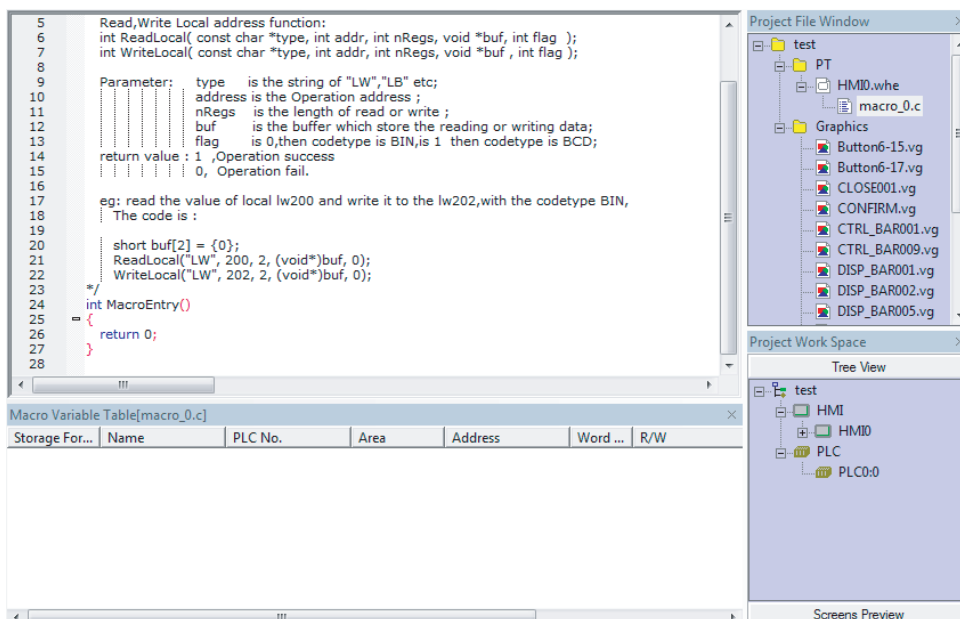 5 Read,Write Local address function:
6 int ReadLocal( const char *type, int addr, int nRegs, void *buf, int flag );
7 int WriteLocal( const char *type, int addr, int nRegs, void *buf , int flag );
8
9 Parameter: type is the string of "LW","LB" etc;
10 address is the Operation address ;
11 nRegs is the length of read or write ;
12 buf is the buffer which store the reading or writing data;
13 flag is 0,then codetype is BIN,is 1 then codetype is BCD;
14 return value : 1 ,Operation success
15 0, Operation fail.
16
17 eg: read the value of local lw200 and write it to the lw202,with the codetype BIN,
18 The code is :
19
20 short buf[2] = {0};
21 ReadLocal("LW", 200, 2, (void*)buf, 0);
22 WriteLocal("LW", 202, 2, (void*)buf, 0);
23 */
24 int MacroEntry()
25 {
26 return 0;
27 }
28
Macro Variable Table[macro_0.c]
Storage For... Name PLC No. Area Address Word ... R/W
Project File Window
test
PT
HMI0.whe
macro_0.c
Graphics
Button6-15.vg
Button6-17.vg
CLOSE001.vg
CONFIRM.vg
CTRL_BAR001.vg
CTRL_BAR009.vg
DISP_BAR001.vg
DISP_BAR002.vg
DISP_BAR005.vg
Project Work Space
Tree View
test
HMI
HMI0
PLC
PLC0:0
Screens Preview